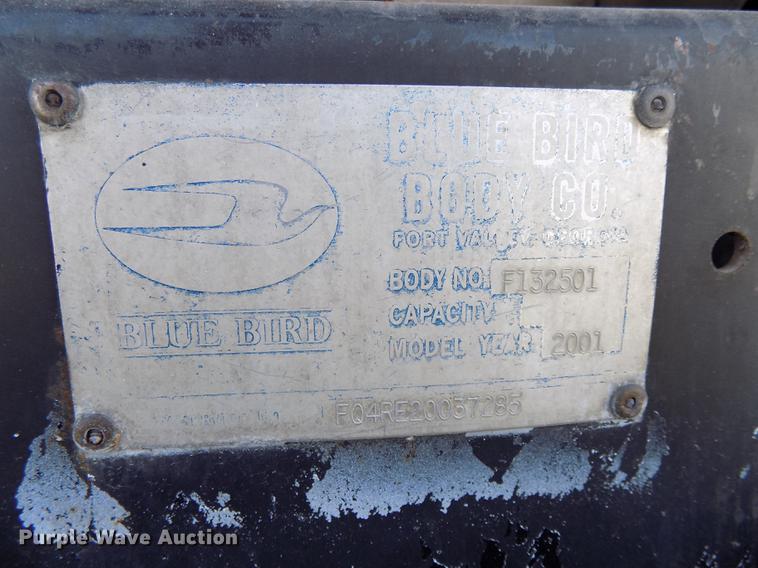 BLUE BIRD
BODY CO.
FORT VALLEY, GEORGIA
BODY NO. F132501
CAPACITY
MODEL YEAR 2001
BLUE BIRD
FQ4RE20037285
Purple Wave Auction